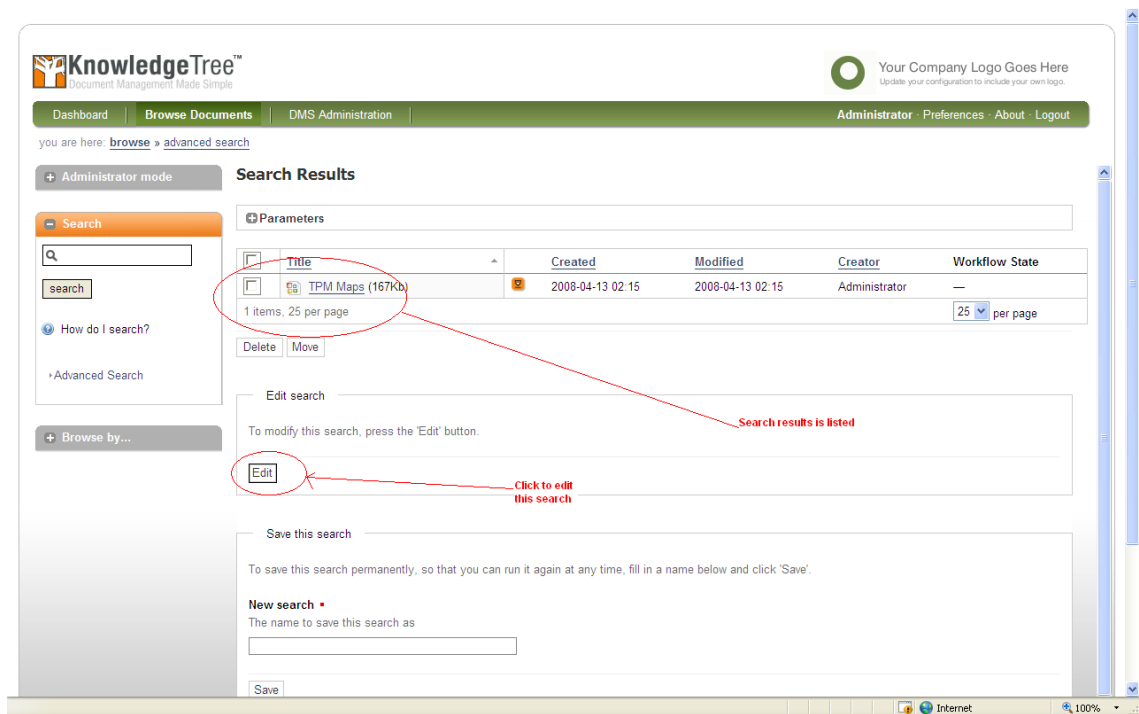 KnowledgeTree™
Document Management Made Simple
Your Company Logo Goes Here
Update your configuration to include your own logo.
Dashboard Browse Documents DMS Administration Administrator · Preferences · About · Logout
you are here: browse » advanced search
Administrator mode
Search Results
Search
Parameters
Title Created Modified Creator Workflow State
TPM Maps (167Kb) 2008-04-13 02:15 2008-04-13 02:15 Administrator —
search
1 items, 25 per page 25 per page
How do I search?
Delete Move
Advanced Search
Edit search
Search results is listed
To modify this search, press the 'Edit' button.
Browse by...
Edit
Click to edit
this search
Save this search
To save this search permanently, so that you can run it again at any time, fill in a name below and click 'Save'.
New search
The name to save this search as
Save
Internet 100%